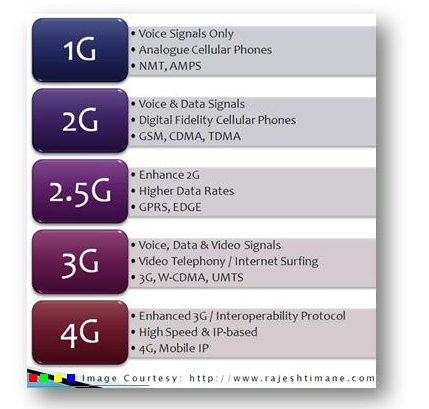 1G
• Voice Signals Only
• Analogue Cellular Phones
• NMT, AMPS
2G
• Voice & Data Signals
• Digital Fidelity Cellular Phones
• GSM, CDMA, TDMA
2.5G
• Enhance 2G
• Higher Data Rates
• GPRS, EDGE
3G
• Voice, Data & Video Signals
• Video Telephony / Internet Surfing
• 3G, W-CDMA, UMTS
4G
• Enhanced 3G / Interoperability Protocol
• High Speed & IP-based
• 4G, Mobile IP
Image Courtesy: http://www.rajeshtimane.com